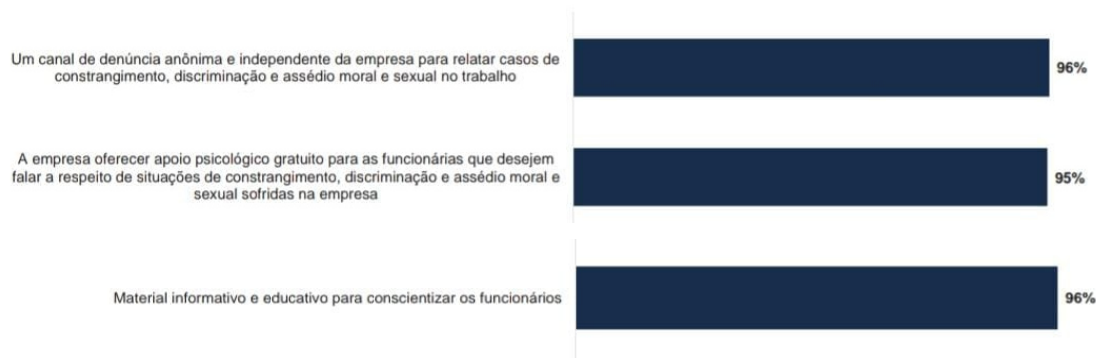 Um canal de denúncia anônima e independente da empresa para relatar casos de
constrangimento, discriminação e assédio moral e sexual no trabalho
96%
A empresa oferecer apoio psicológico gratuito para as funcionárias que desejem
falar a respeito de situações de constrangimento, discriminação e assédio moral e
sexual sofridas na empresa
95%
Material informativo e educativo para conscientizar os funcionários
96%